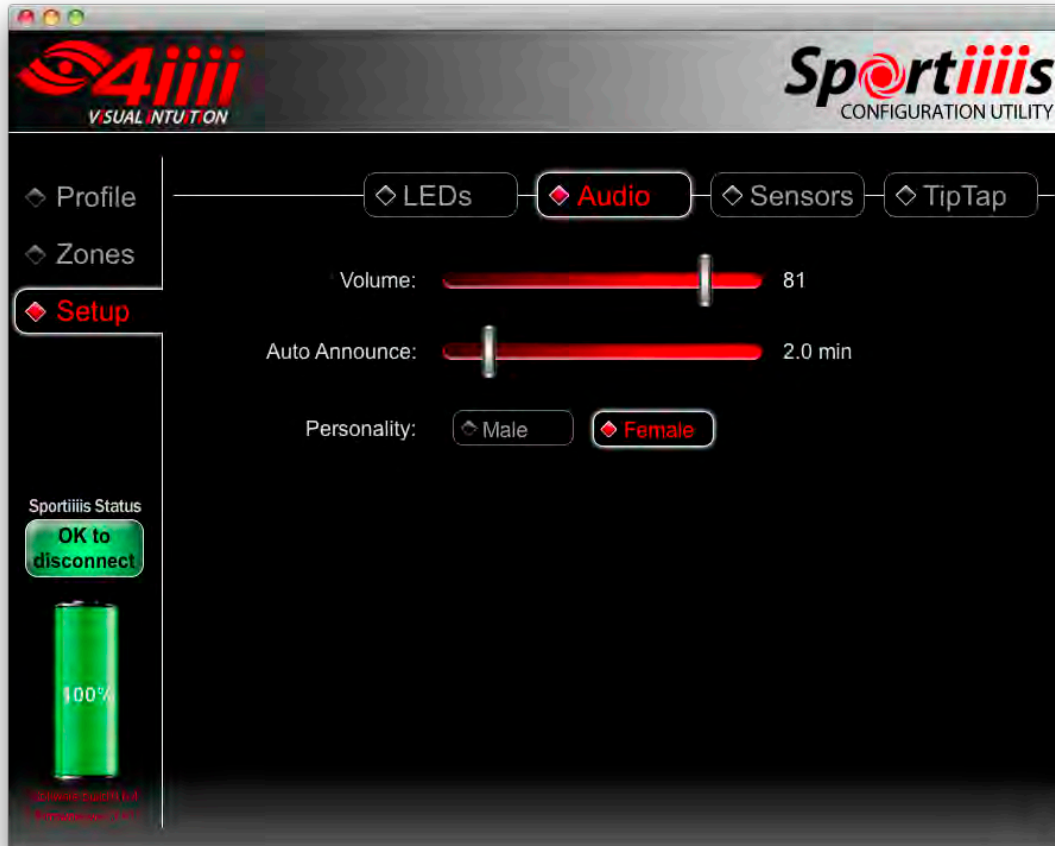 4iiii
VISUAL INTUITION
Sportiiiis
CONFIGURATION UTILITY
Profile
Zones
Setup
LEDs
Audio
Sensors
TipTap
Volume:
81
Auto Announce:
2.0 min
Personality:
Male
Female
Sportiiiis Status
OK to
disconnect
100%